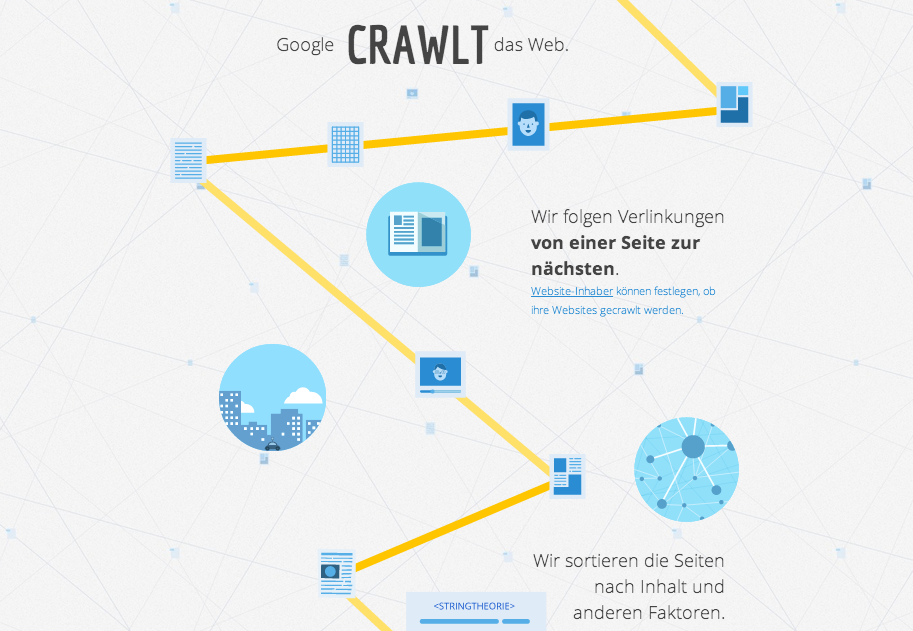 Google CRAWLT das Web.
Wir folgen Verlinkungen
von einer Seite zur
nächsten.
Website-Inhaber können festlegen, ob
ihre Websites gecrawlt werden.
Wir sortieren die Seiten
nach Inhalt und
anderen Faktoren.
<STRINGTHEORIE>